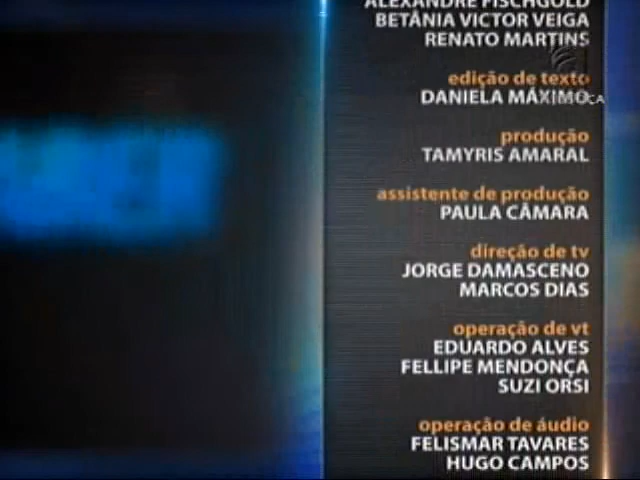 ALEXANDRE FISCHGOLD
BETÂNIA VICTOR VEIGA
RENATO MARTINS
edição de texto
DANIELA MÁXIMO
produção
TAMYRIS AMARAL
assistente de produção
PAULA CÂMARA
direção de tv
JORGE DAMASCENO
MARCOS DIAS
operação de vt
EDUARDO ALVES
FELLIPE MENDONÇA
SUZI ORSI
operação de áudio
FELISMAR TAVARES
HUGO CAMPOS